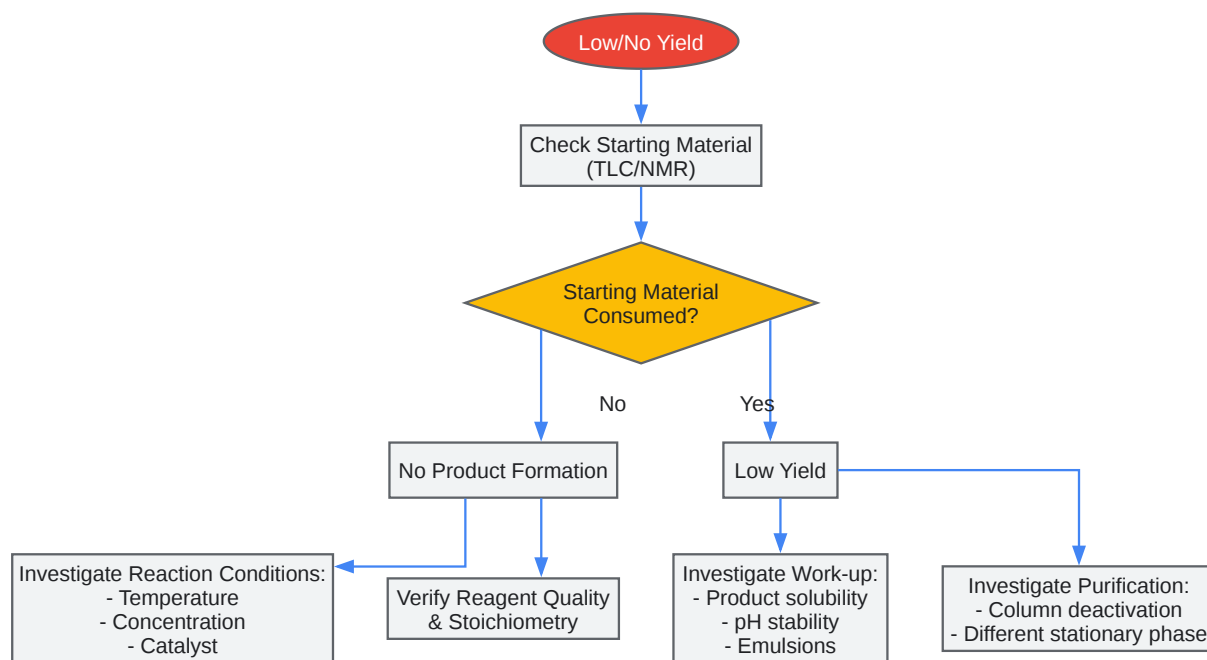 Low/No Yield
Check Starting Material
(TLC/NMR)
Starting Material
Consumed?
No
Yes
No Product Formation
Low Yield
Investigate Reaction Conditions:
- Temperature
- Concentration
- Catalyst
Verify Reagent Quality
& Stoichiometry
Investigate Work-up:
- Product solubility
- pH stability
- Emulsions
Investigate Purification:
- Column deactivation
- Different stationary phase